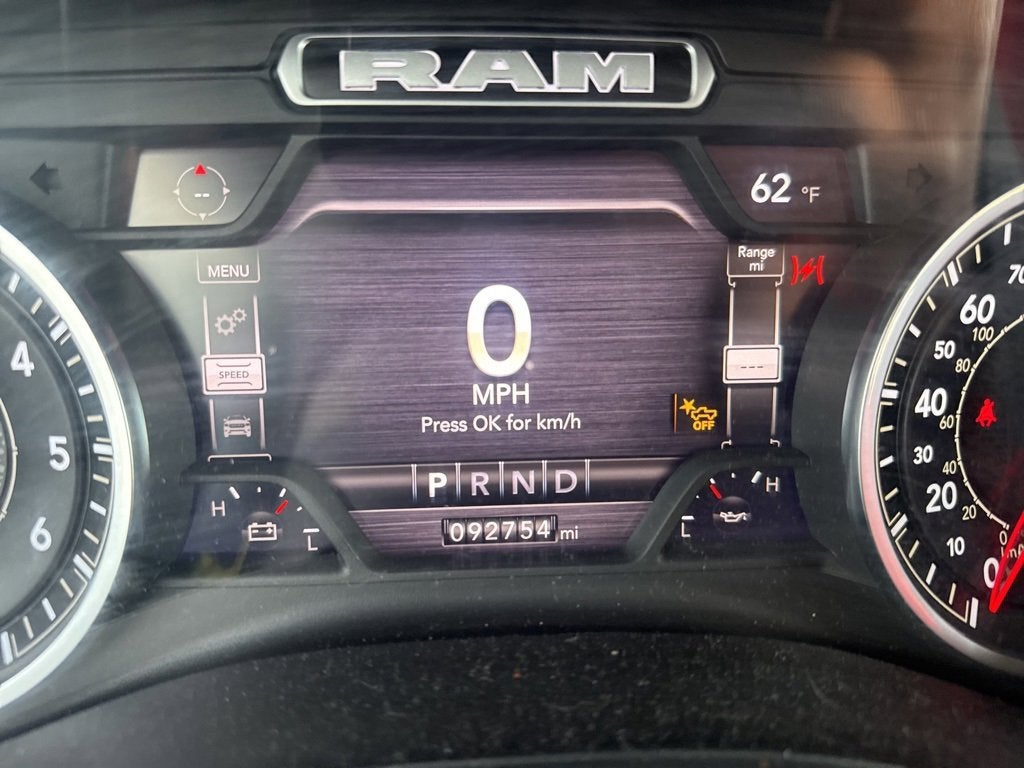 RAM
--
62 °F
MENU
Range
mi
SPEED
---
0
MPH
Press OK for km/h
OFF
P R N D
092754 mi
H
L
L
H
4
5
6
70
60
50
40
30
20
10
0
100
80
60
40
20
0